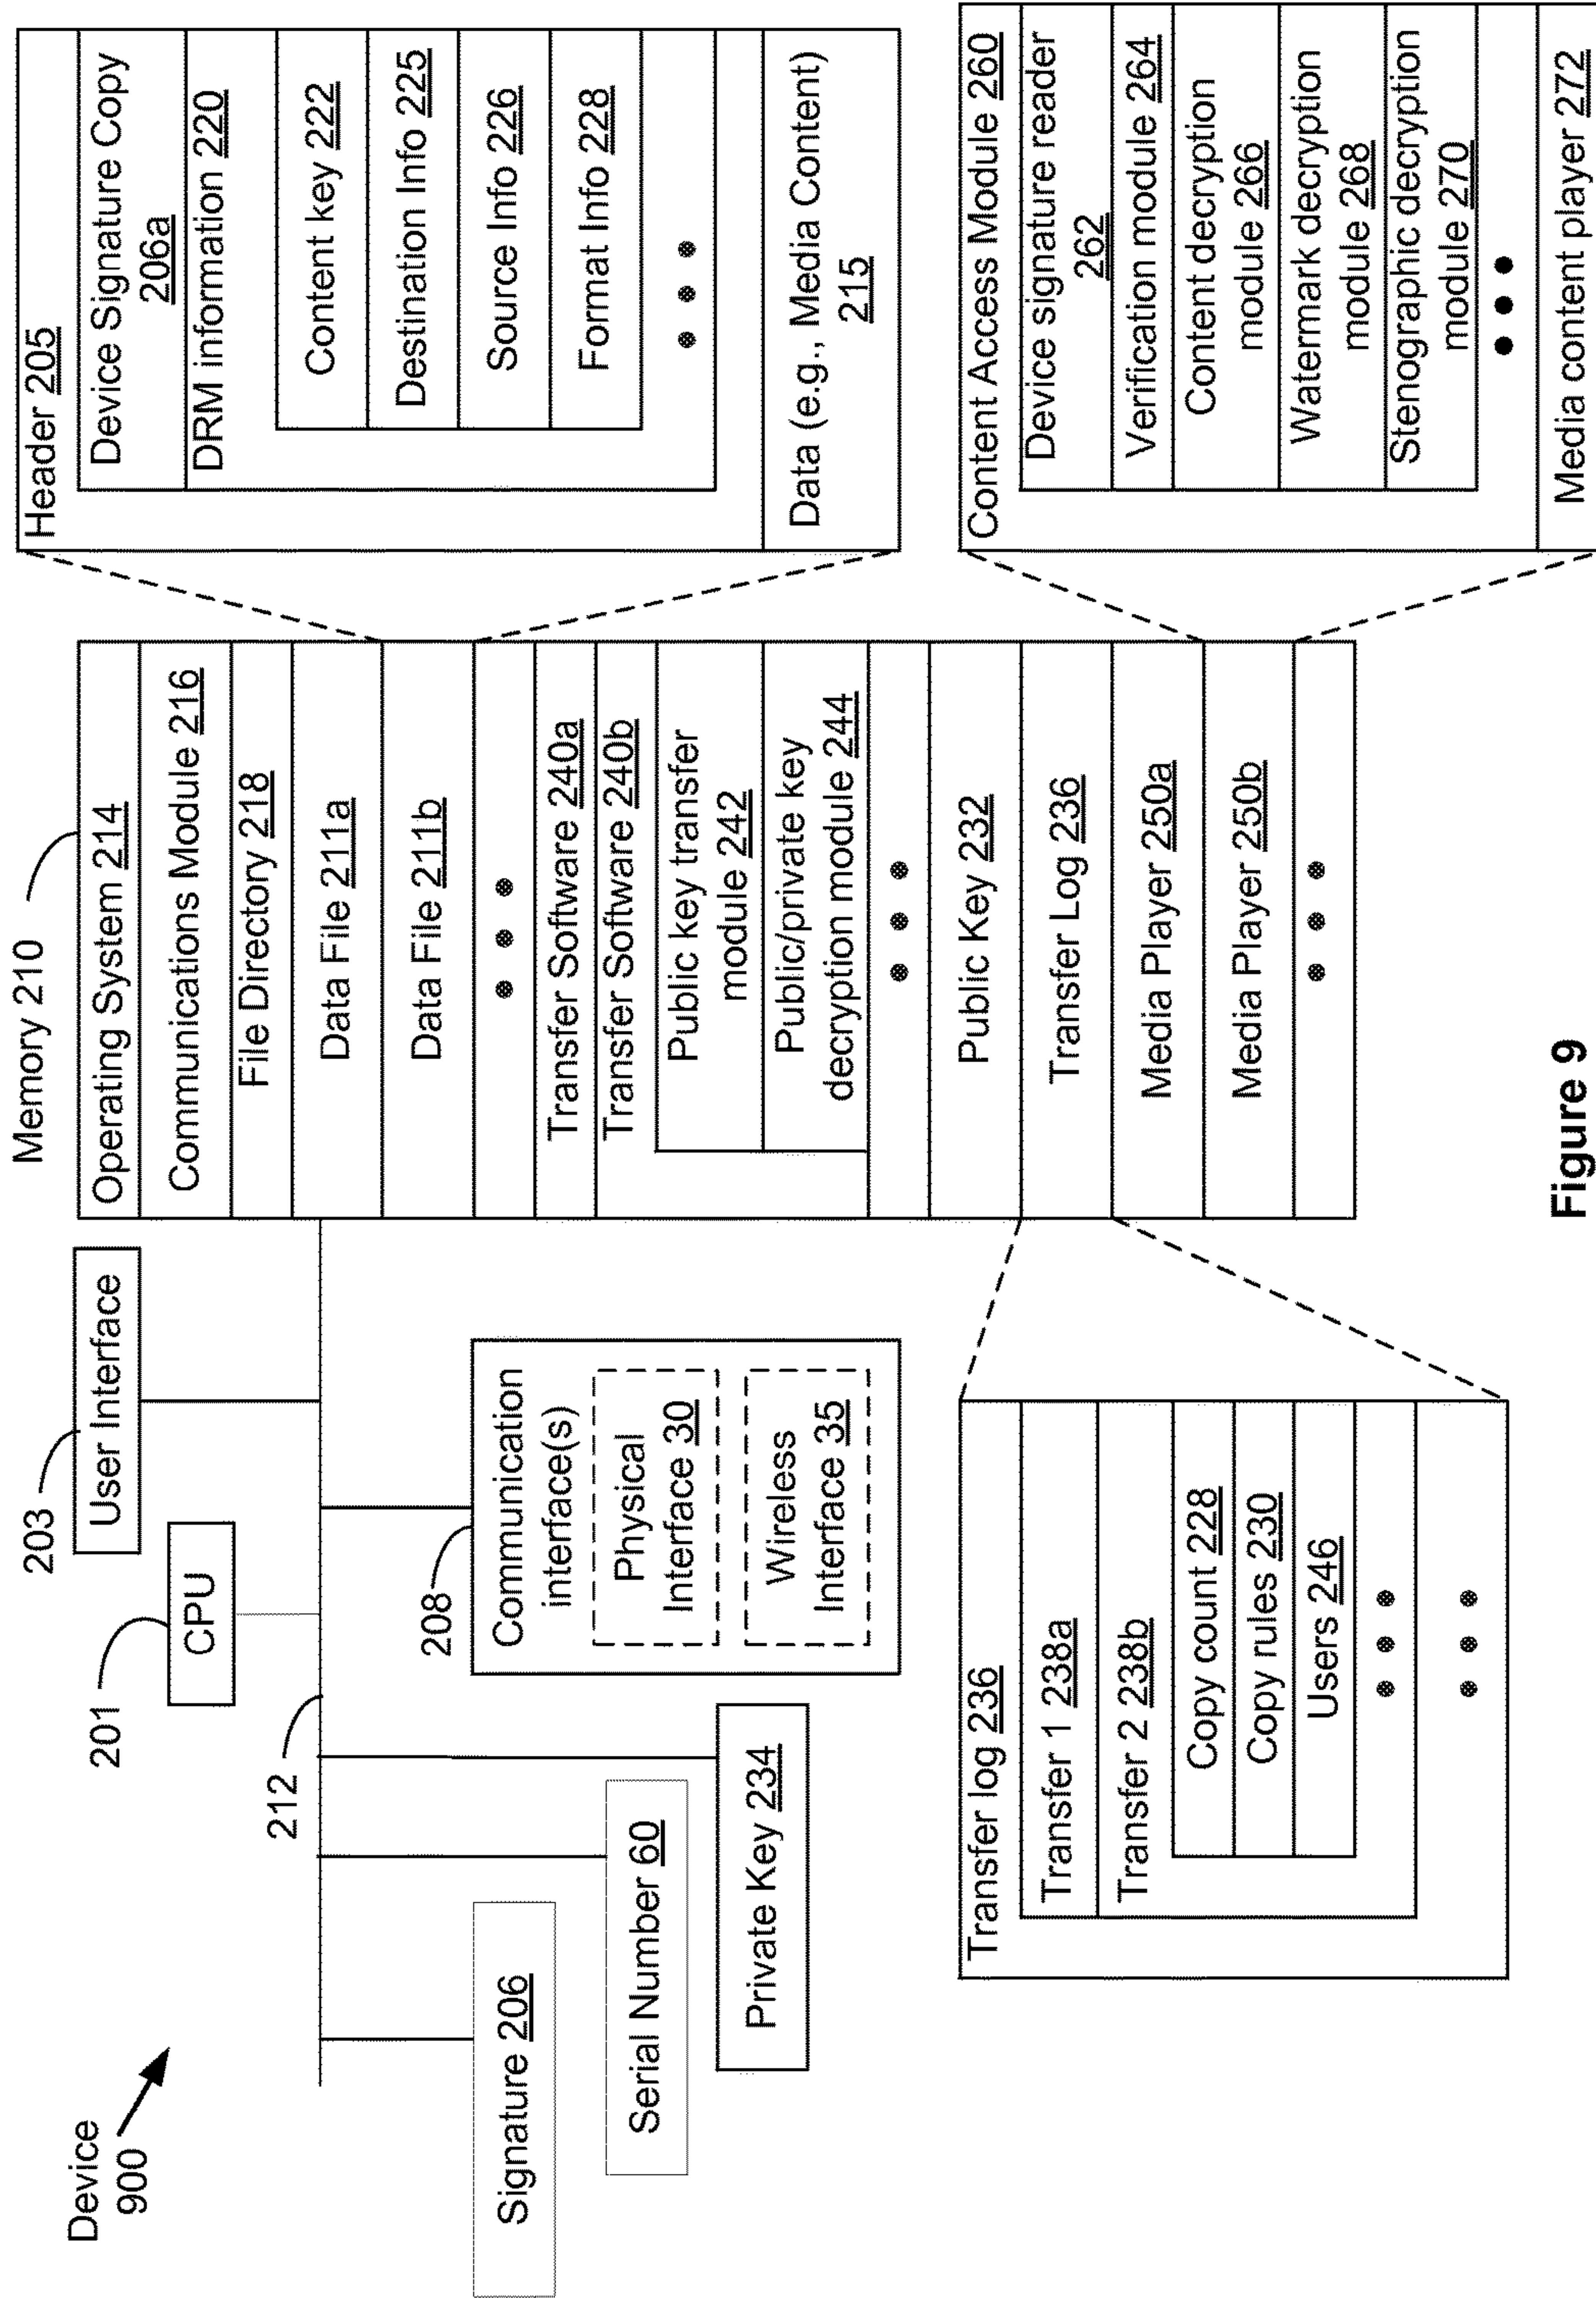 Device
900
203
User Interface
201
CPU
212
Signature 206
Serial Number 60
Private Key 234
208
Communication
interface(s)
Physical
Interface 30
Wireless
Interface 35
Memory 210
Operating System 214
Communications Module 216
File Directory 218
Data File 211a
Data File 211b
Transfer Software 240a
Transfer Software 240b
Public key transfer
module 242
Public/private key
decryption module 244
Public Key 232
Transfer Log 236
Media Player 250a
Media Player 250b
Header 205
Device Signature Copy
206a
DRM information 220
Content key 222
Destination Info 225
Source Info 226
Format Info 228
Data (e.g., Media Content)
215
Transfer log 236
Transfer 1 238a
Transfer 2 238b
Copy count 228
Copy rules 230
Users 246
Content Access Module 260
Device signature reader
262
Verification module 264
Content decryption
module 266
Watermark decryption
module 268
Stenographic decryption
module 270
Media content player 272
Figure 9